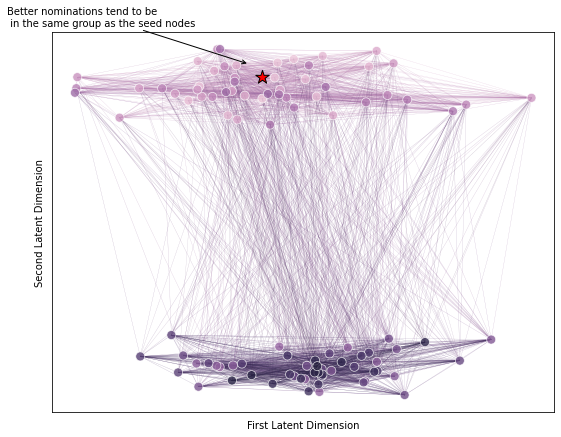 Better nominations tend to be
in the same group as the seed nodes
Second Latent Dimension
First Latent Dimension